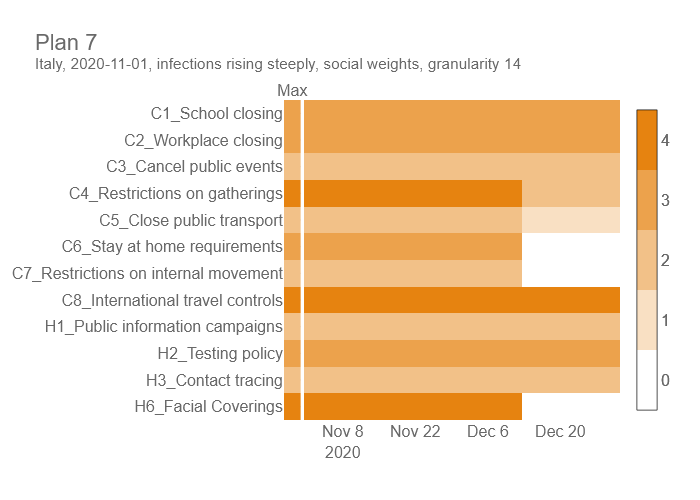 Plan 7
Italy, 2020-11-01, infections rising steeply, social weights, granularity 14
Max
C1_School closing
C2_Workplace closing
C3_Cancel public events
C4_Restrictions on gatherings
C5_Close public transport
C6_Stay at home requirements
C7_Restrictions on internal movement
C8_International travel controls
H1_Public information campaigns
H2_Testing policy
H3_Contact tracing
H6_Facial Coverings
Nov 8 Nov 22 Dec 6 Dec 20
2020
4
3
2
1
0